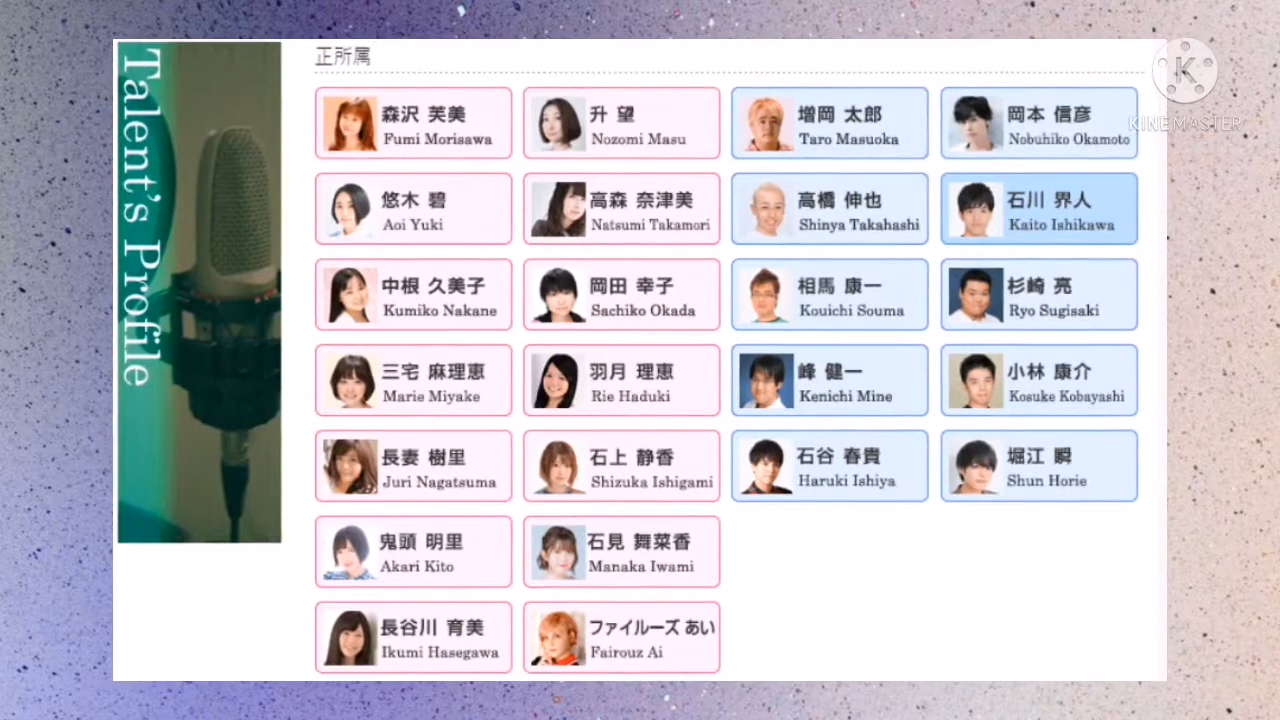 Talent's Profile
正所属
森沢 芙美
Fumi Morisawa
升 望
Nozomi Masu
増岡 太郎
Taro Masuoka
岡本 信彦
Nobuhiko Okamoto
悠木 碧
Aoi Yuki
高森 奈津美
Natsumi Takamori
高橋 伸也
Shinya Takahashi
石川 界人
Kaito Ishikawa
中根 久美子
Kumiko Nakane
岡田 幸子
Sachiko Okada
相馬 康一
Kouichi Souma
杉崎 亮
Ryo Sugisaki
三宅 麻理恵
Marie Miyake
羽月 理恵
Rie Haduki
峰 健一
Kenichi Mine
小林 康介
Kosuke Kobayashi
長妻 樹里
Juri Nagatsuma
石上 静香
Shizuka Ishigami
石谷 春貴
Haruki Ishiya
堀江 瞬
Shun Horie
鬼頭 明里
Akari Kito
石見 舞菜香
Manaka Iwami
長谷川 育美
Ikumi Hasegawa
ファイルーズ あい
Fairouz Ai
K
KINEMASTER